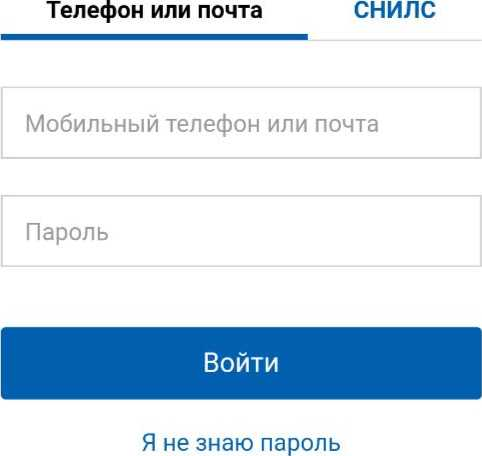 Телефон или почта
СНИЛС
Мобильный телефон или почта
Пароль
Войти
Я не знаю пароль